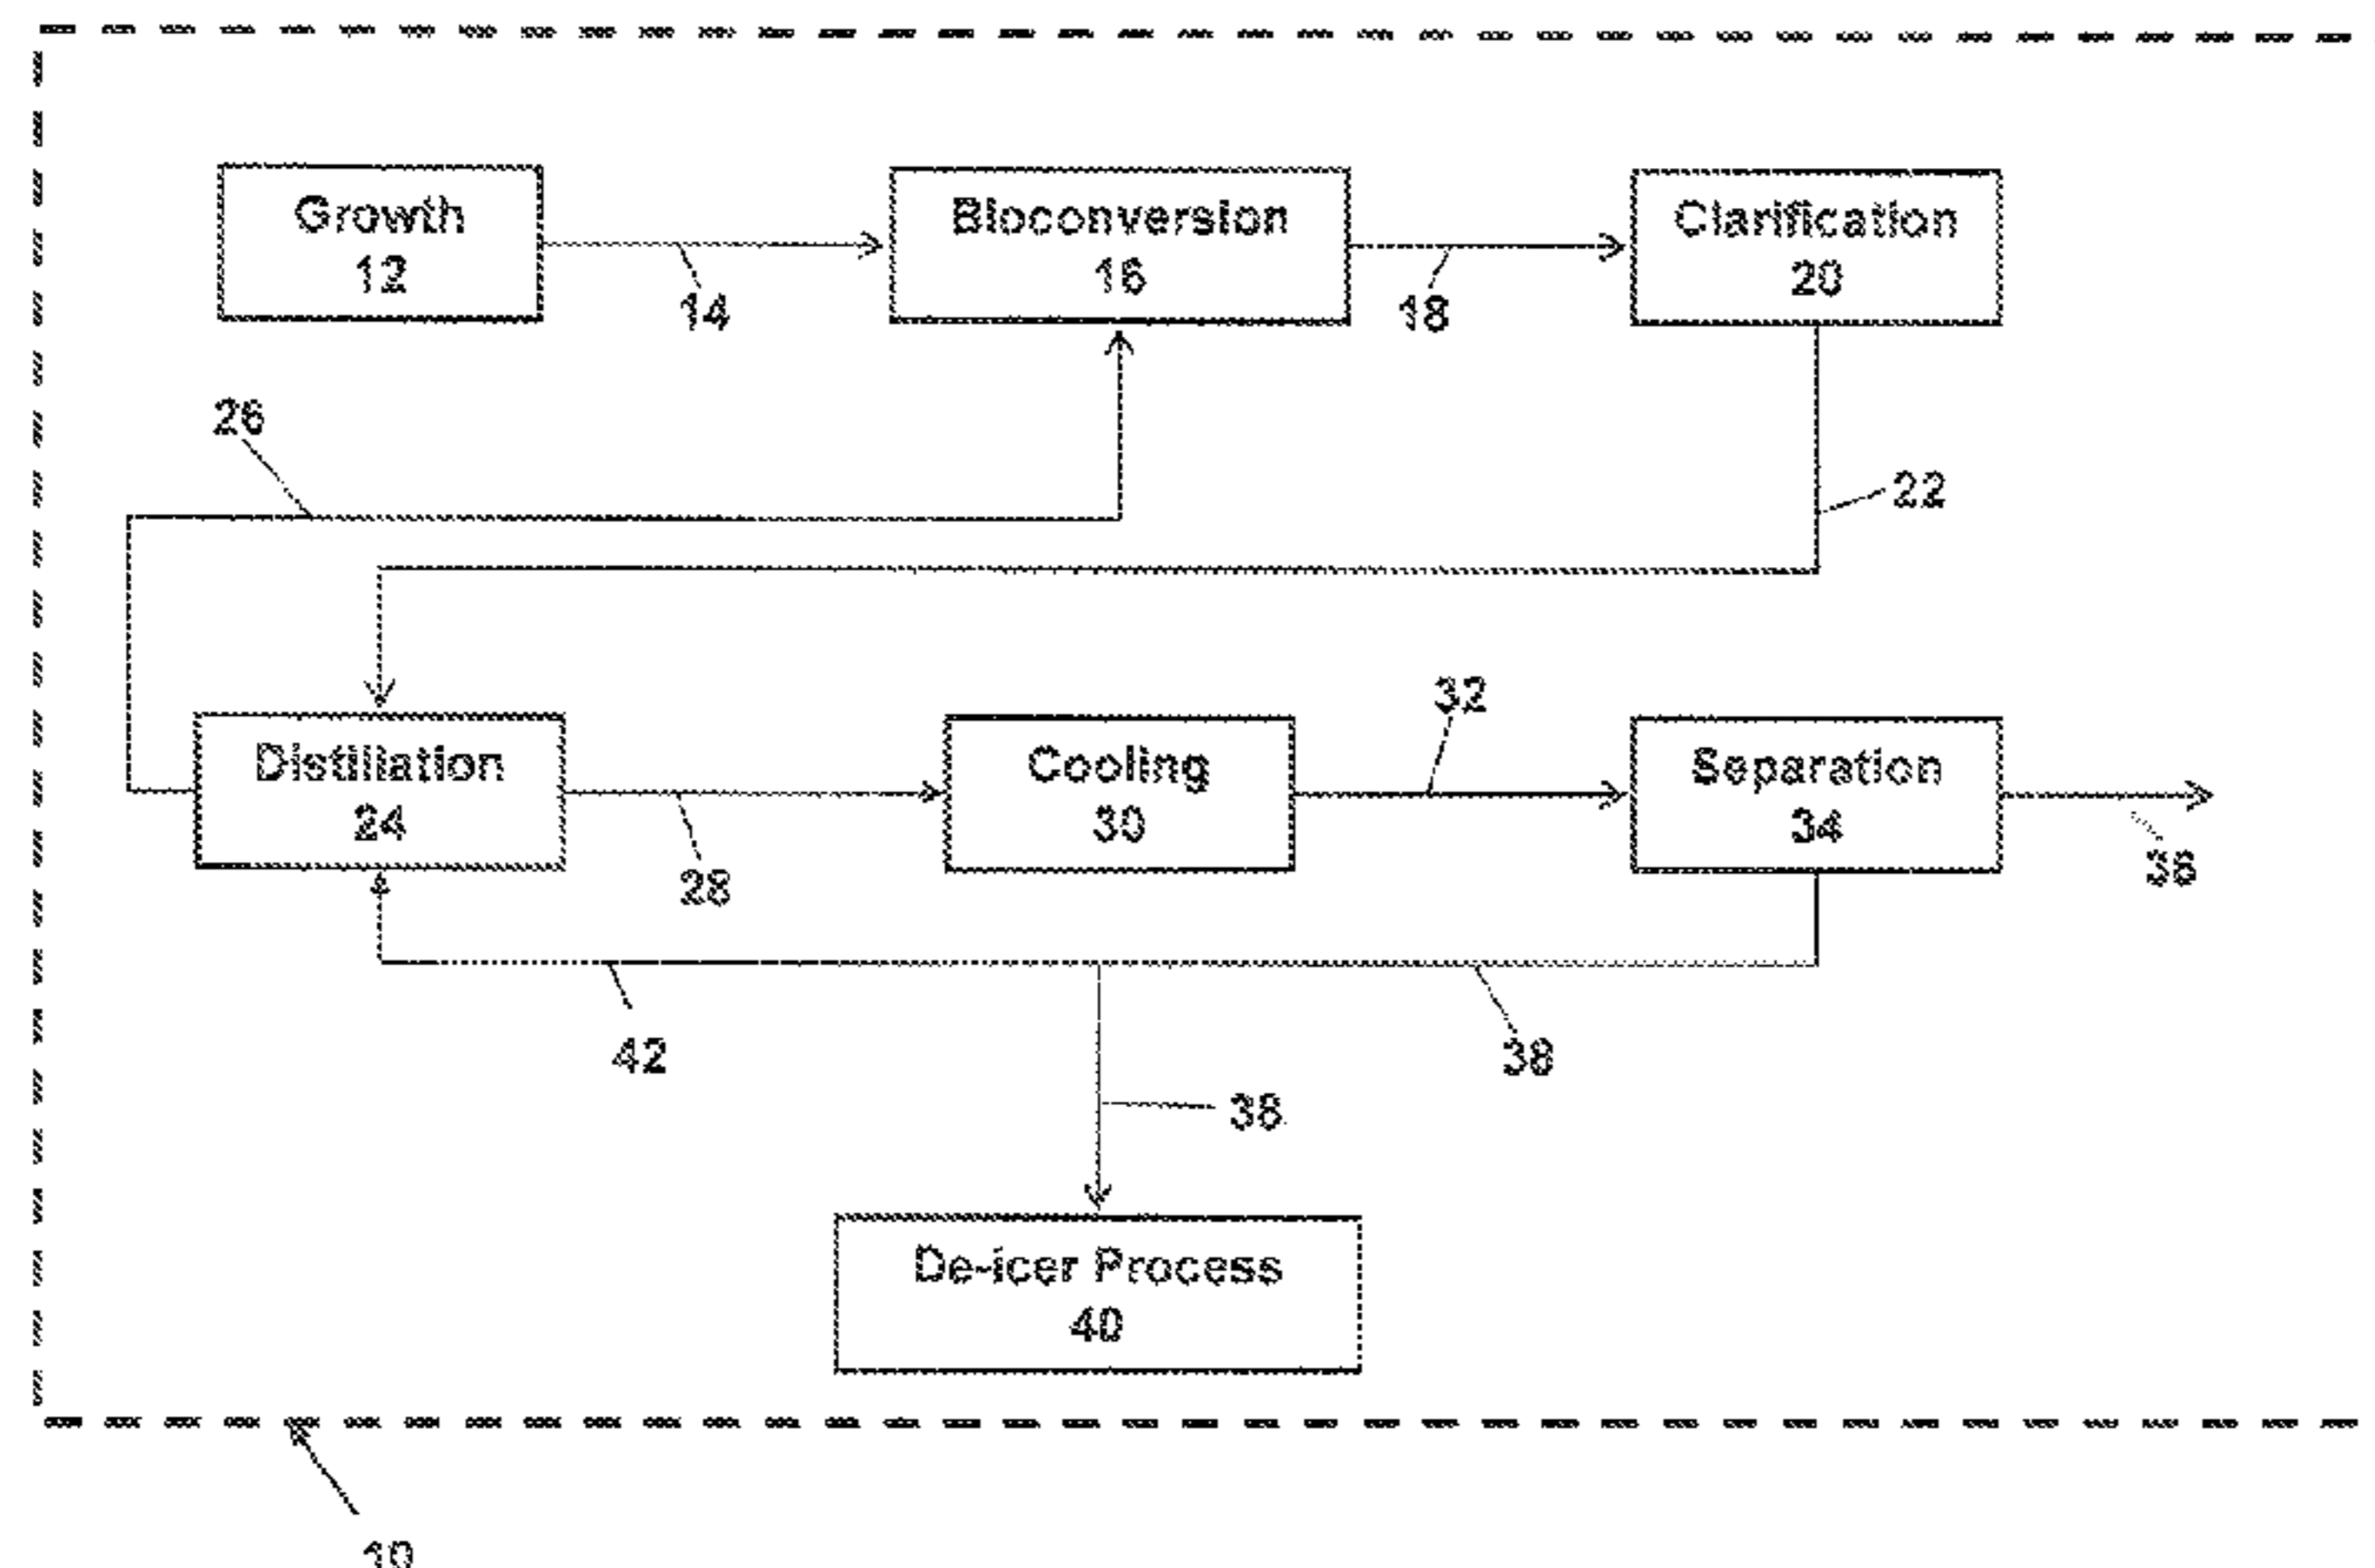 Growth
12
14
Bioconversion
16
18
Clarification
20
26
22
32
Distillation
24
28
Cooling
30
Separation
34
36
42
38
38
De-icer Process
40
10